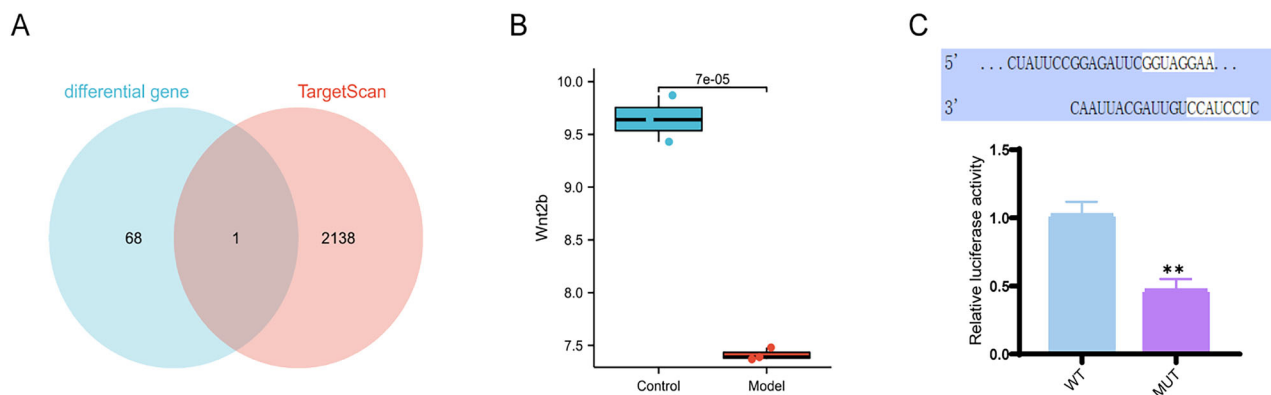 A
differential gene
TargetScan
68
1
2138
B
7e-05
10.0
9.5
9.0
8.5
8.0
7.5
Wnt2b
Control
Model
C
5' ...CUAUUCCGGAGAUUCGGUAGGAA...
3' CAAUUACGAUUGUCCAUCCUC
Relative luciferase activity
1.5
1.0
0.5
0.0
**
WT
MUT